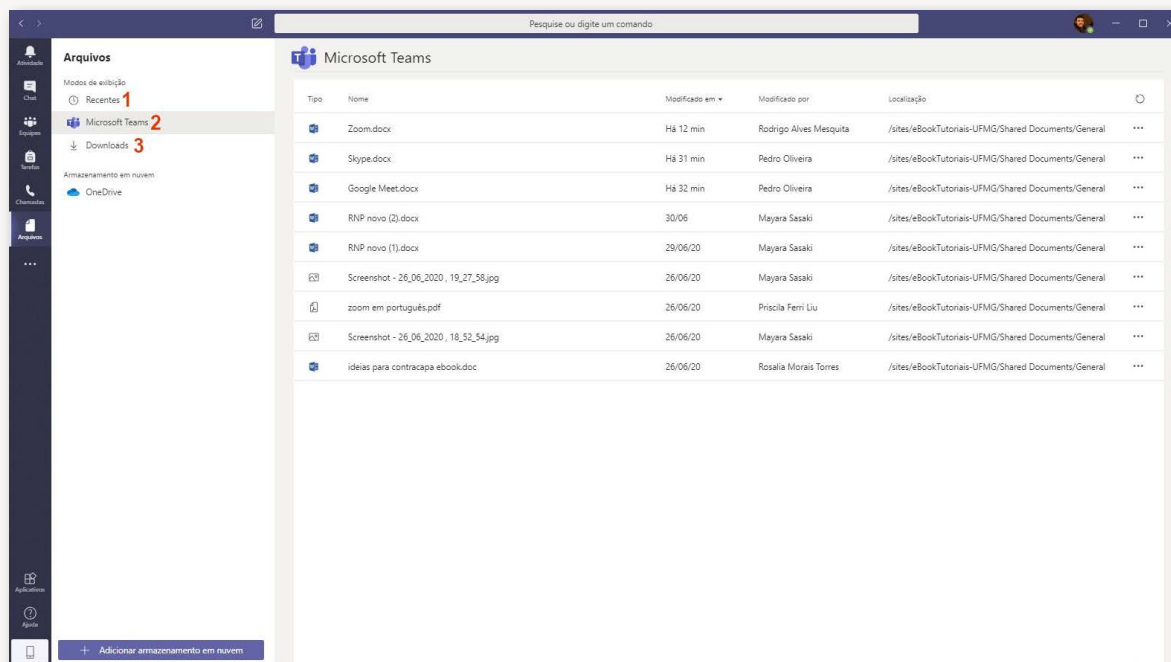 Pesquise ou digite um comando
Atividade
Chat
Equipes
Tarefas
Chamadas
Arquivos
Aplicativos
Ajuda
Arquivos
Modos de exibição
Recentes 1
Microsoft Teams 2
Downloads 3
Armazenamento em nuvem
OneDrive
+ Adicionar armazenamento em nuvem
Microsoft Teams
Tipo Nome Modificado em Modificado por Localização
Zoom.docx Há 12 min Rodrigo Alves Mesquita /sites/eBookTutoriais-UFMG/Shared Documents/General
Skype.docx Há 31 min Pedro Oliveira /sites/eBookTutoriais-UFMG/Shared Documents/General
Google Meet.docx Há 32 min Pedro Oliveira /sites/eBookTutoriais-UFMG/Shared Documents/General
RNP novo (2).docx 30/06 Mayara Sasaki /sites/eBookTutoriais-UFMG/Shared Documents/General
RNP novo (1).docx 29/06/20 Mayara Sasaki /sites/eBookTutoriais-UFMG/Shared Documents/General
Screenshot - 26_06_2020 , 19_27_58.jpg 26/06/20 Mayara Sasaki /sites/eBookTutoriais-UFMG/Shared Documents/General
zoom em português.pdf 26/06/20 Priscila Ferri Liu /sites/eBookTutoriais-UFMG/Shared Documents/General
Screenshot - 26_06_2020 , 18_52_54.jpg 26/06/20 Mayara Sasaki /sites/eBookTutoriais-UFMG/Shared Documents/General
ideias para contracapa ebook.doc 26/06/20 Rosalia Morais Torres /sites/eBookTutoriais-UFMG/Shared Documents/General